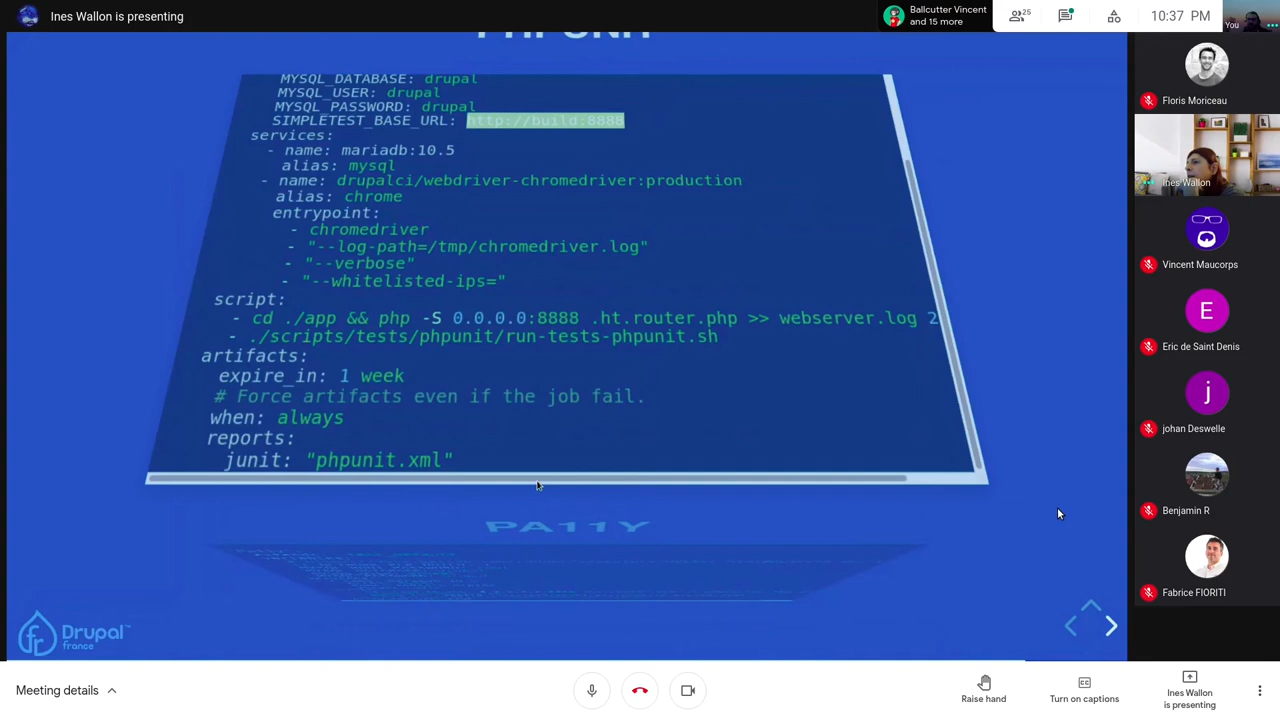 Ines Wallon is presenting
Ballcutter Vincent
and 15 more
25
10:37 PM
You
PHPUNIT
MYSQL_DATABASE: drupal
MYSQL_USER: drupal
MYSQL_PASSWORD: drupal
SIMPLETEST_BASE_URL: http://build:8888
services:
- name: mariadb:10.5
alias: mysql
- name: drupalci/webdriver-chromedriver:production
alias: chrome
entrypoint:
- chromedriver
- "--log-path=/tmp/chromedriver.log"
- "--verbose"
- "--whitelisted-ips="
script:
- cd ./app && php -S 0.0.0.0:8888 .ht.router.php >> webserver.log 2
- ./scripts/tests/phpunit/run-tests-phpunit.sh
artifacts:
expire_in: 1 week
# Force artifacts even if the job fail.
when: always
reports:
junit: "phpunit.xml"
PA11Y
Drupal™
france
Floris Moriceau
Ines Wallon
Vincent Maucorps
E
Eric de Saint Denis
j
johan Deswelle
Benjamin R
Fabrice FIORITI
Meeting details
Raise hand
Turn on captions
Ines Wallon
is presenting